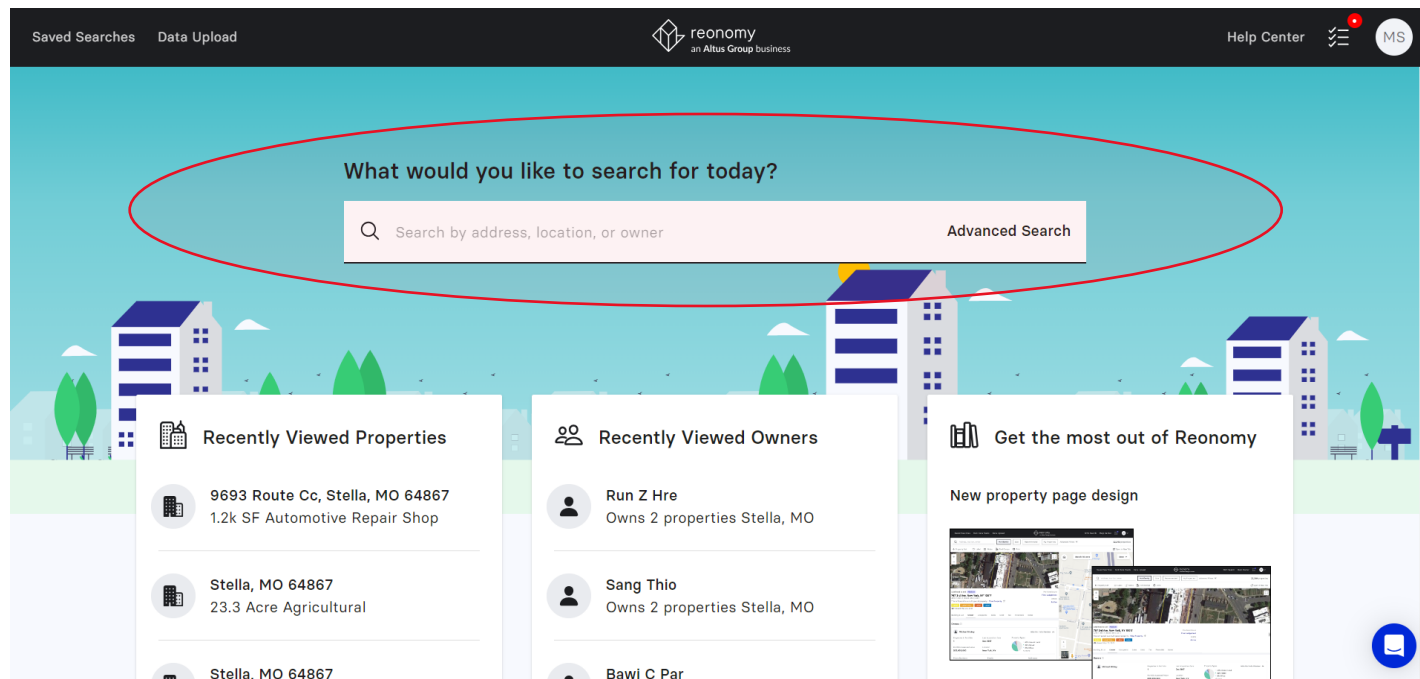 Saved Searches Data Upload
reonomy
an Altus Group business
Help Center
MS
What would you like to search for today?
Search by address, location, or owner
Advanced Search
Recently Viewed Properties
9693 Route Cc, Stella, MO 64867
1.2k SF Automotive Repair Shop
Stella, MO 64867
23.3 Acre Agricultural
Stella, MO 64867
Recently Viewed Owners
Run Z Hre
Owns 2 properties Stella, MO
Sang Thio
Owns 2 properties Stella, MO
Bawi C Par
Get the most out of Reonomy
New property page design